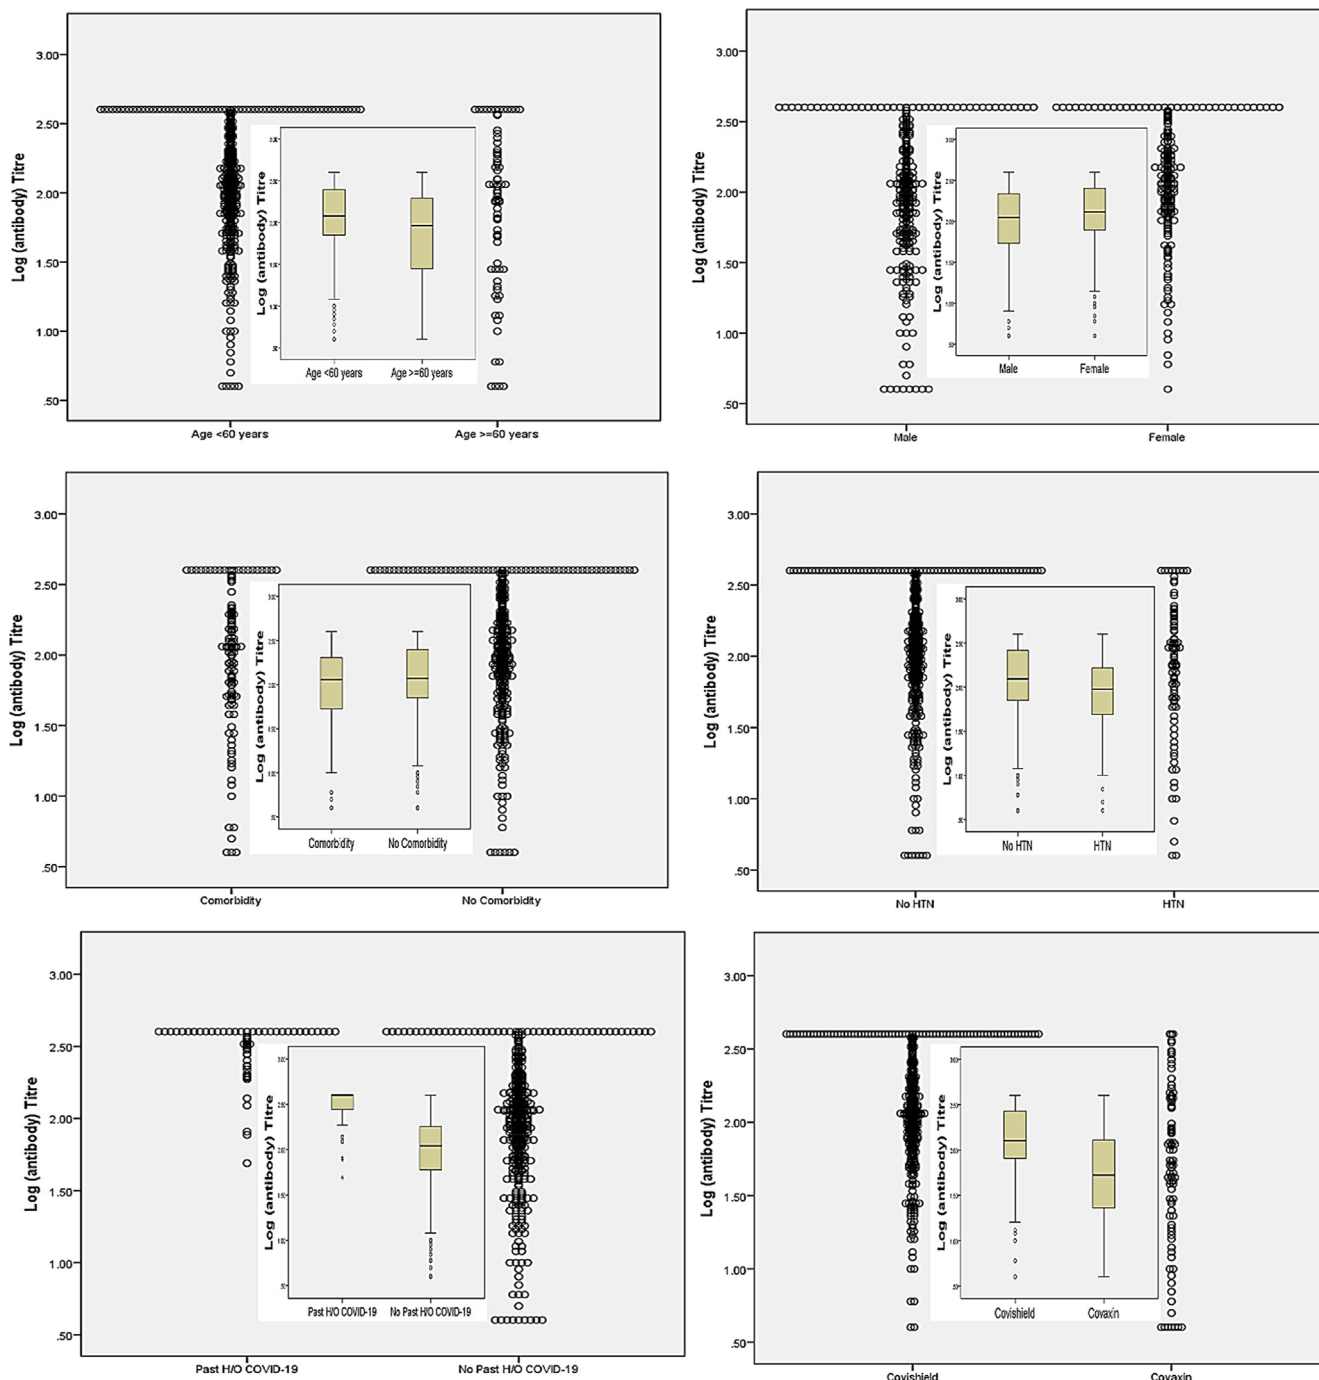 Log (antibody) Titre
3.00
2.50
2.00
1.50
1.00
.50
Log (antibody) Titre
Age <60 years
Age >=60 years
Age <60 years
Age >=60 years
Log (antibody) Titre
3.00
2.50
2.00
1.50
1.00
.50
Log (antibody) Titre
Male
Female
Male
Female
Log (antibody) Titre
3.00
2.50
2.00
1.50
1.00
.50
Log (antibody) Titre
Comorbidity
No Comorbidity
Comorbidity
No Comorbidity
Log (antibody) Titre
3.00
2.50
2.00
1.50
1.00
.50
Log (antibody) Titre
No HTN
HTN
No HTN
HTN
Log (antibody) Titre
3.00
2.50
2.00
1.50
1.00
.50
Log (antibody) Titre
Past H/O COVID-19
No Past H/O COVID-19
Past H/O COVID-19
No Past H/O COVID-19
Log (antibody) Titre
3.00
2.50
2.00
1.50
1.00
.50
Log (antibody) Titre
Covishield
Covaxin
Covishield
Covaxin